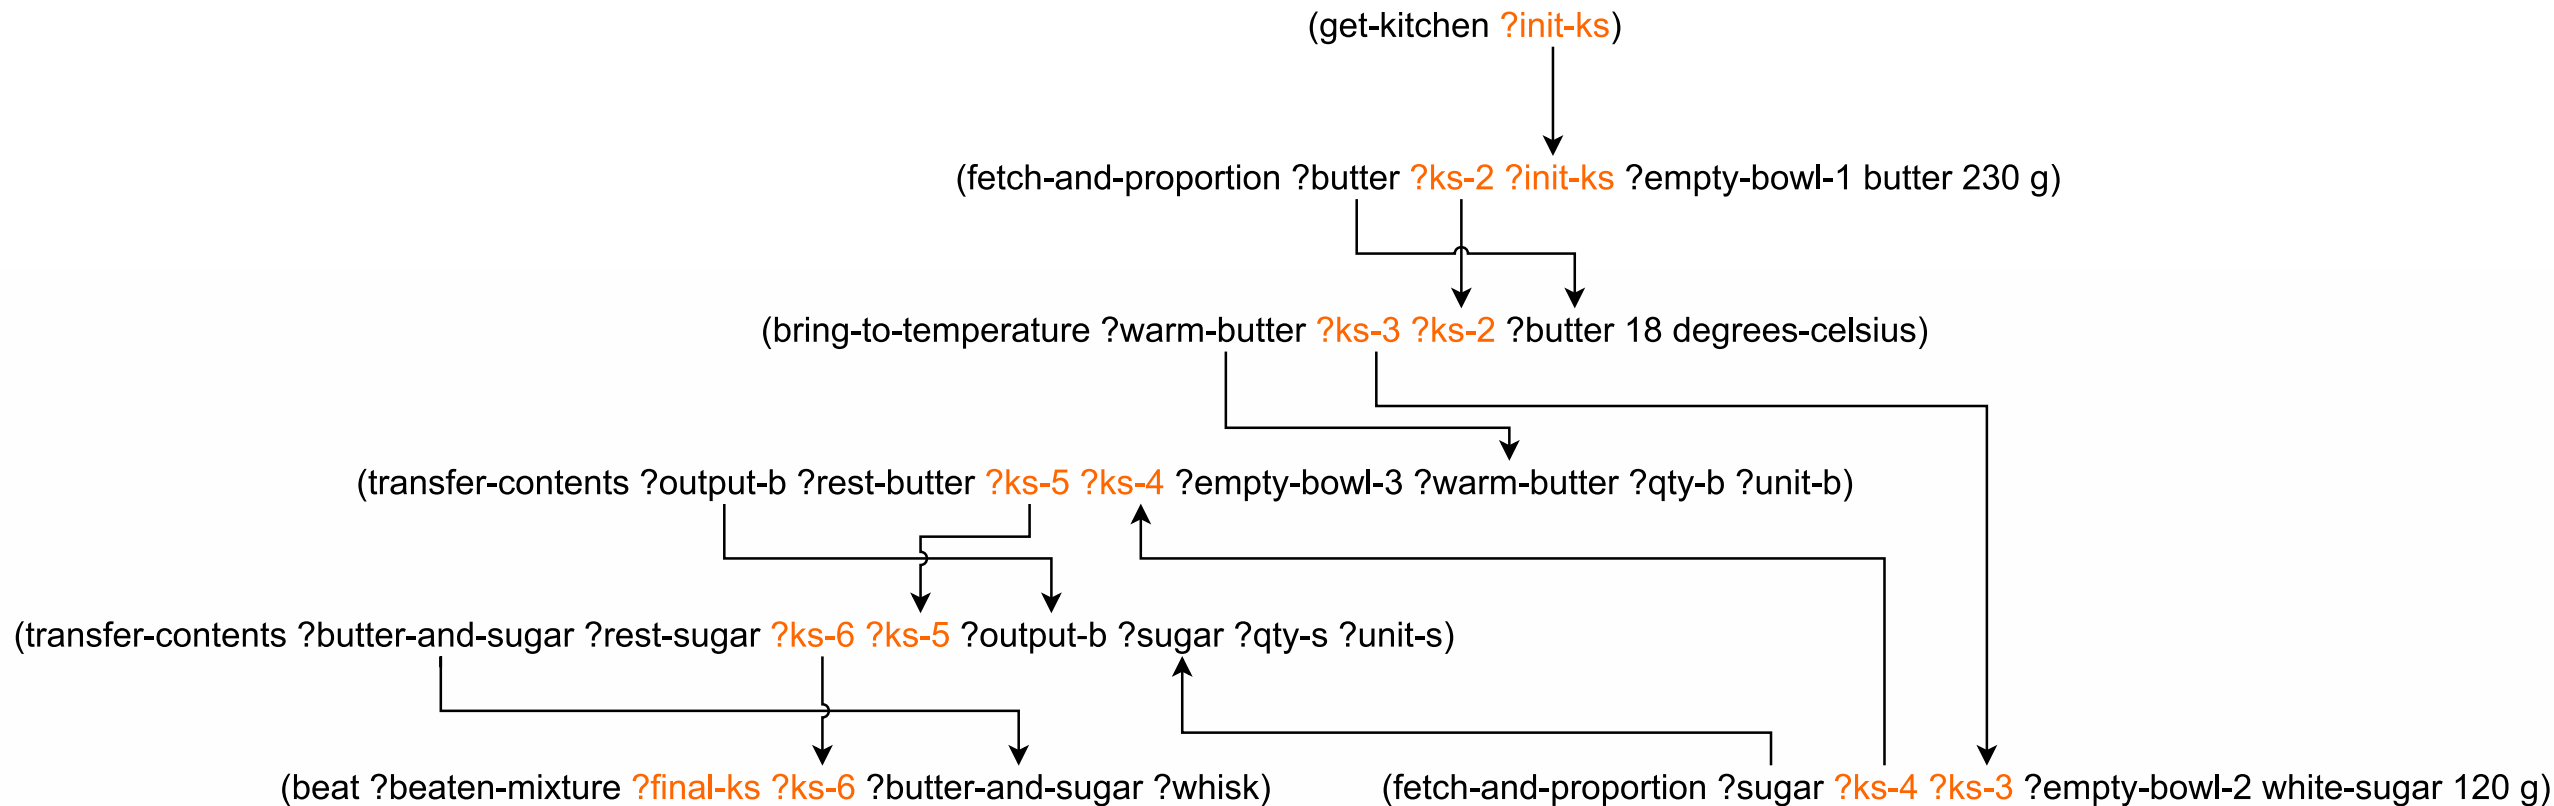 (get-kitchen ?init-ks)
(fetch-and-proportion ?butter ?ks-2 ?init-ks ?empty-bowl-1 butter 230 g)
(bring-to-temperature ?warm-butter ?ks-3 ?ks-2 ?butter 18 degrees-celsius)
(transfer-contents ?output-b ?rest-butter ?ks-5 ?ks-4 ?empty-bowl-3 ?warm-butter ?qty-b ?unit-b)
(transfer-contents ?butter-and-sugar ?rest-sugar ?ks-6 ?ks-5 ?output-b ?sugar ?qty-s ?unit-s)
(beat ?beaten-mixture ?final-ks ?ks-6 ?butter-and-sugar ?whisk)
(fetch-and-proportion ?sugar ?ks-4 ?ks-3 ?empty-bowl-2 white-sugar 120 g)